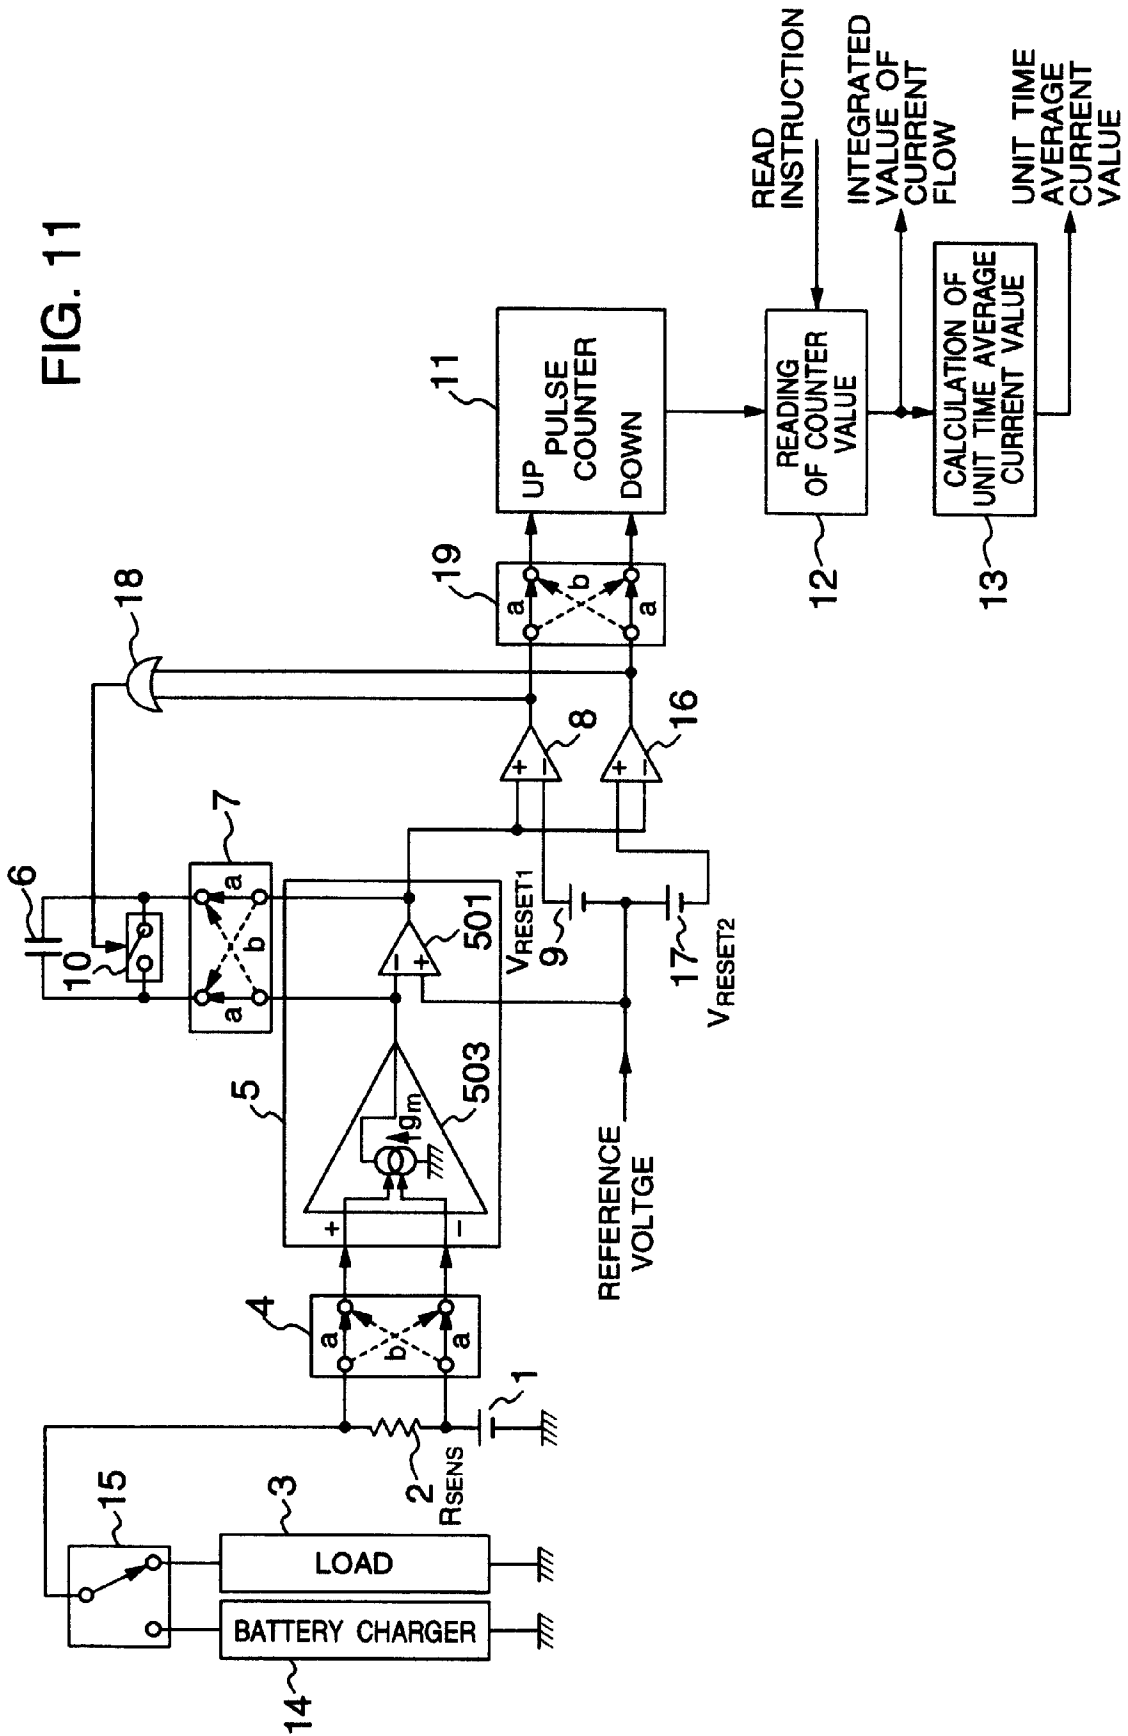 FIG. 11
15
3
LOAD
BATTERY CHARGER
14
2
RSENS
1
4
a
b
a
5
+
−
gm
503
−
+
501
6
10
7
a
b
a
18
VRESET1
9
17
VRESET2
REFERENCE
VOLTGE
+
−
8
+
−
16
19
a
b
a
11
UP
PULSE
COUNTER
DOWN
READ
INSTRUCTION
12
READING
OF COUNTER
VALUE
INTEGRATED
VALUE OF
CURRENT
FLOW
13
CALCULATION OF
UNIT TIME AVERAGE
CURRENT VALUE
UNIT TIME
AVERAGE
CURRENT
VALUE